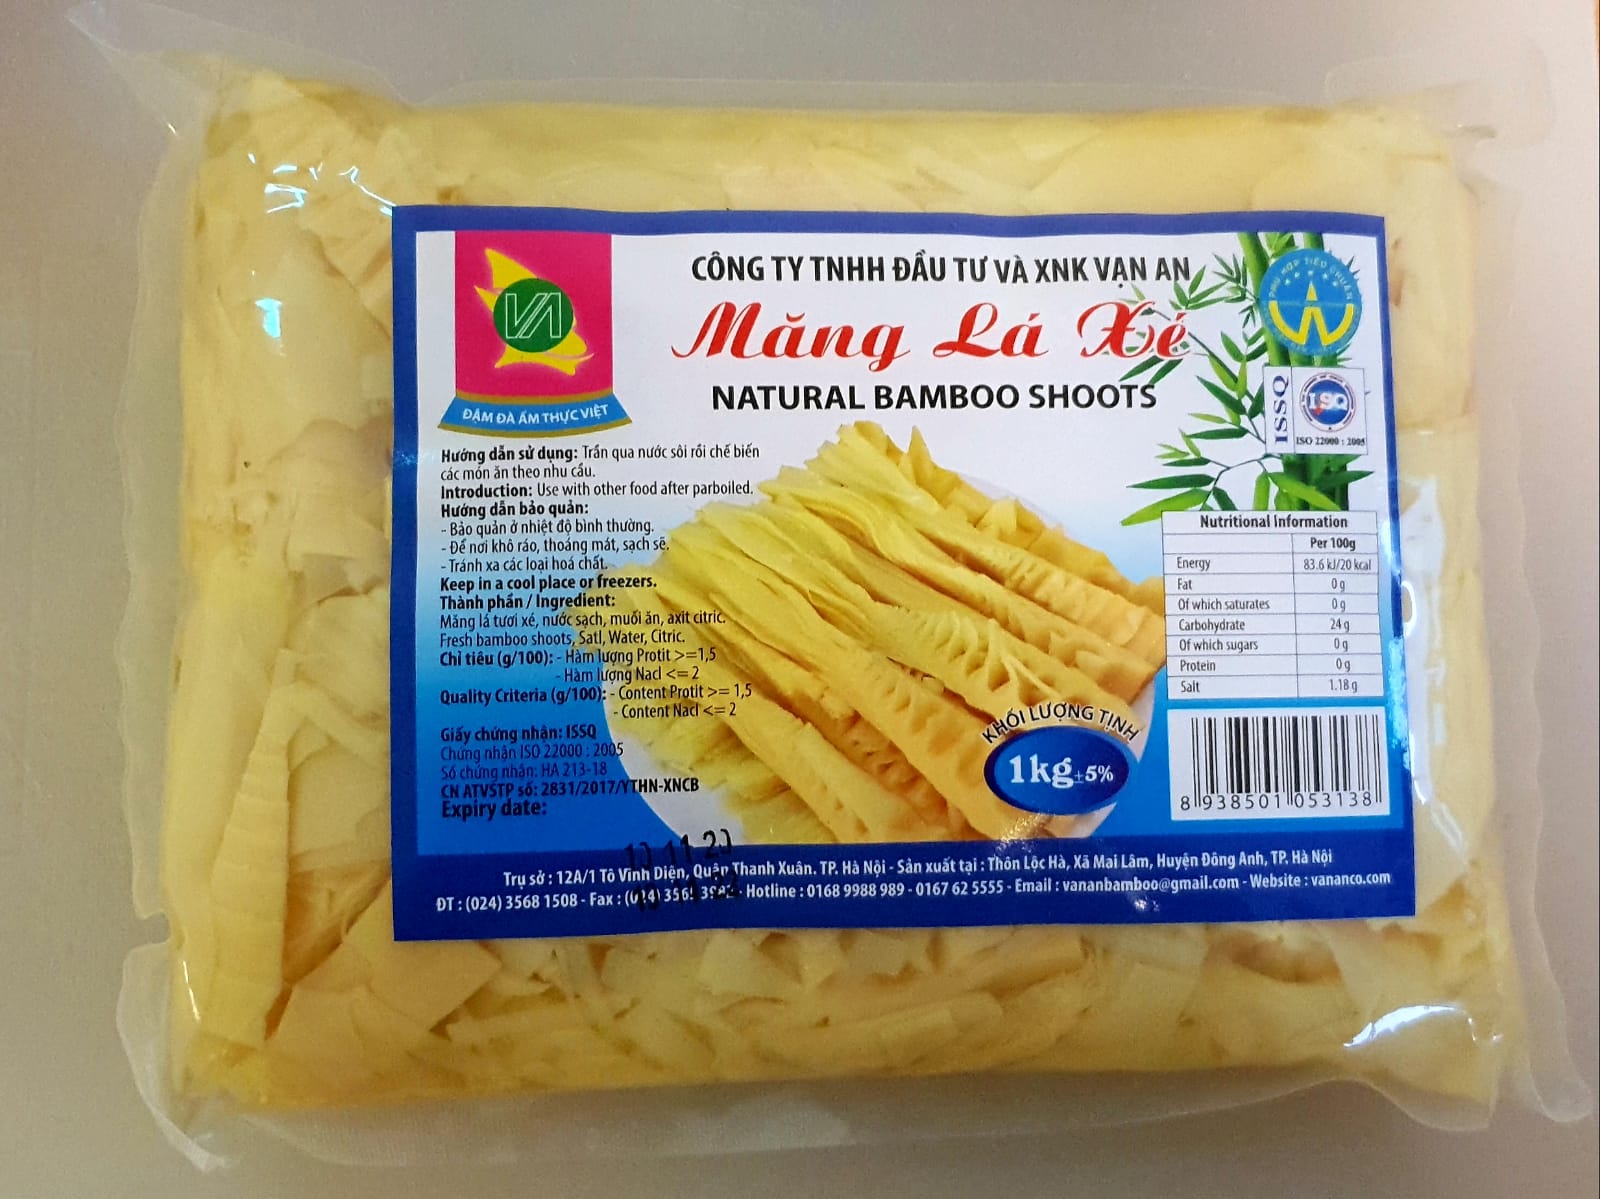 CÔNG TY TNHH ĐẦU TƯ VÀ XNK VẠN AN
Măng Lá Xé
NATURAL BAMBOO SHOOTS
VA
ĐẬM ĐÀ ẨM THỰC VIỆT
PHÙ HỢP TIÊU CHUẨN
ISSQ
ISQ
ISO 22000 : 2005
Hướng dẫn sử dụng: Trần qua nước sôi rồi chế biến
các món ăn theo nhu cầu.
Introduction: Use with other food after parboiled.
Hướng dẫn bảo quản:
- Bảo quản ở nhiệt độ bình thường.
- Để nơi khô ráo, thoáng mát, sạch sẽ.
- Tránh xa các loại hoá chất.
Keep in a cool place or freezers.
Thành phần / Ingredient:
Măng lá tươi xé, nước sạch, muối ăn, axit citric.
Fresh bamboo shoots, Satl, Water, Citric.
Chỉ tiêu (g/100): - Hàm lượng Protit >=1,5
- Hàm lượng Nacl <= 2
Quality Criteria (g/100): - Content Protit >= 1,5
- Content Nacl <= 2
Giấy chứng nhận: ISSQ
Chứng nhận ISO 22000 : 2005
Số chứng nhận: HA 213-18
CN ATVSTP số: 2831/2017/YTHN-XNCB
Expiry date:
Nutritional Information
Per 100g
Energy 83.6 kJ/20 kcal
Fat 0 g
Of which saturates 0 g
Carbohydrate 24 g
Of which sugars 0 g
Protein 0 g
Salt 1.18 g
KHỐI LƯỢNG TỊNH
1kg±5%
8 938501 053138
Trụ sở : 12A/1 Tô Vĩnh Diện, Quận Thanh Xuân. TP. Hà Nội - Sản xuất tại : Thôn Lộc Hà, Xã Mai Lâm, Huyện Đông Anh, TP. Hà Nội
ĐT : (024) 3568 1508 - Fax : (024) - Hotline : 0168 9988 989 - 0167 62 5555 - Email : vananbamboo@gmail.com - Website : vananco.com